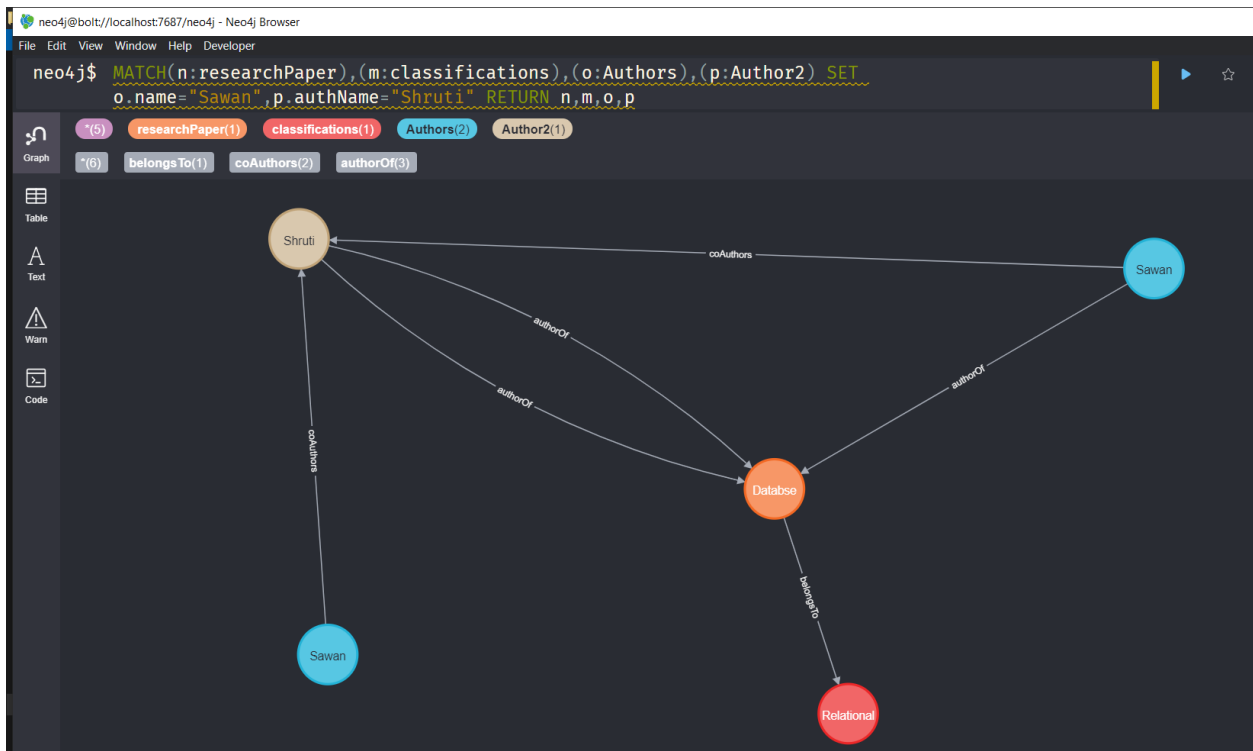 neo4j@bolt://localhost:7687/neo4j - Neo4j Browser
File Edit View Window Help Developer
neo4j$ MATCH(n:researchPaper),(m:classifications),(o:Authors),(p:Author2) SET
o.name="Sawan",p.authName="Shruti" RETURN n,m,o,p
*(5) researchPaper(1) classifications(1) Authors(2) Author2(1)
*(6) belongsTo(1) coAuthors(2) authorOf(3)
Graph
Table
A
Text
Warn
Code
Shruti
coAuthors
Sawan
authorOf
authorOf
authorOf
coAuthors
Databse
belongsTo
Sawan
Relational